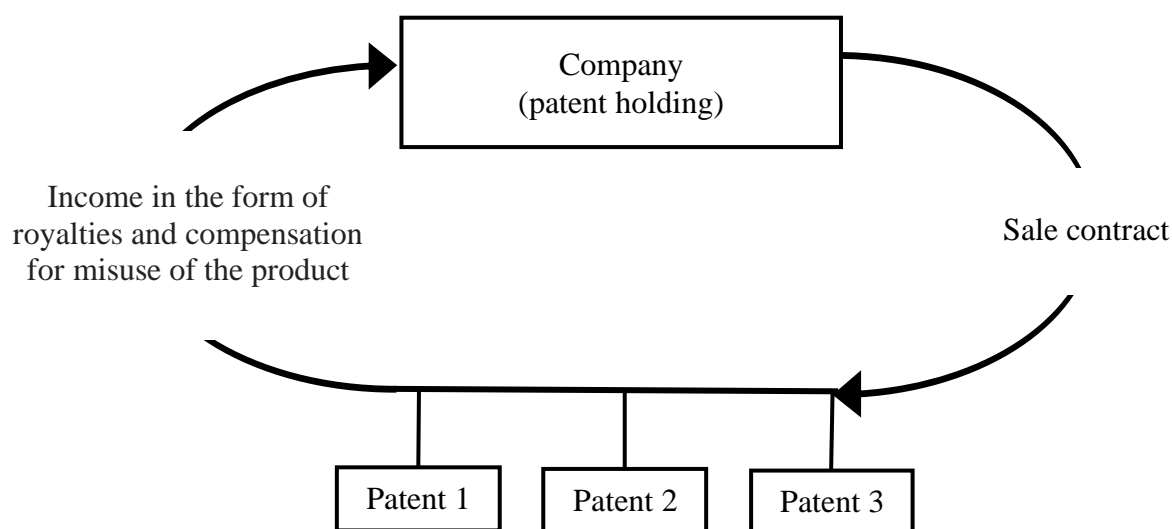 Company
(patent holding)
Income in the form of
royalties and compensation
for misuse of the product
Sale contract
Patent 1
Patent 2
Patent 3